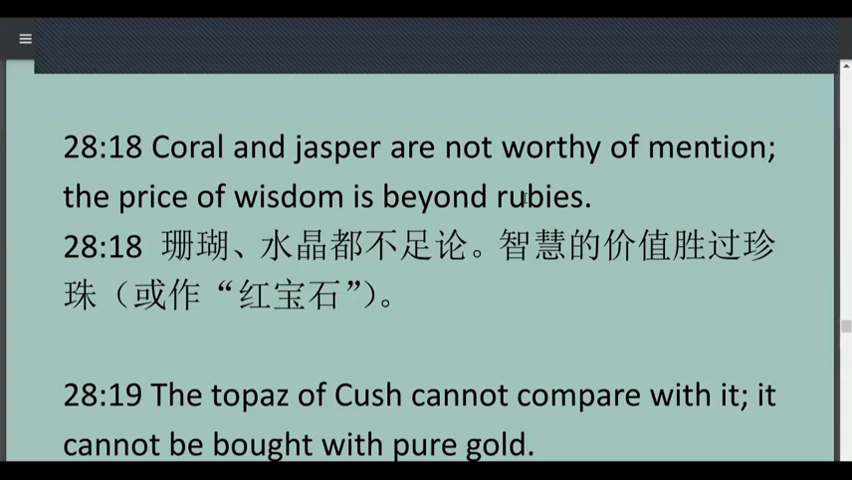 28:18 Coral and jasper are not worthy of mention;
the price of wisdom is beyond rubies.
28:18 珊瑚、水晶都不足论。智慧的价值胜过珍
珠（或作“红宝石”）。
28:19 The topaz of Cush cannot compare with it; it
cannot be bought with pure gold.